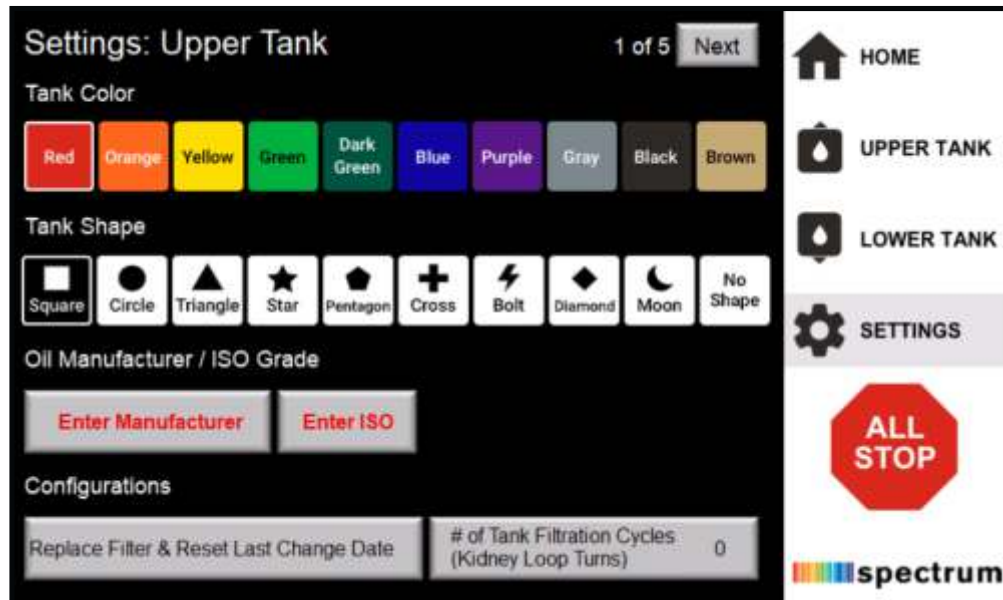 Settings: Upper Tank
1 of 5
Next
Tank Color
Red
Orange
Yellow
Green
Dark
Green
Blue
Purple
Gray
Black
Brown
Tank Shape
Square
Circle
Triangle
Star
Pentagon
Cross
Bolt
Diamond
Moon
No
Shape
Oil Manufacturer / ISO Grade
Enter Manufacturer
Enter ISO
Configurations
Replace Filter & Reset Last Change Date
# of Tank Filtration Cycles
(Kidney Loop Turns)
0
HOME
UPPER TANK
LOWER TANK
SETTINGS
ALL
STOP
spectrum